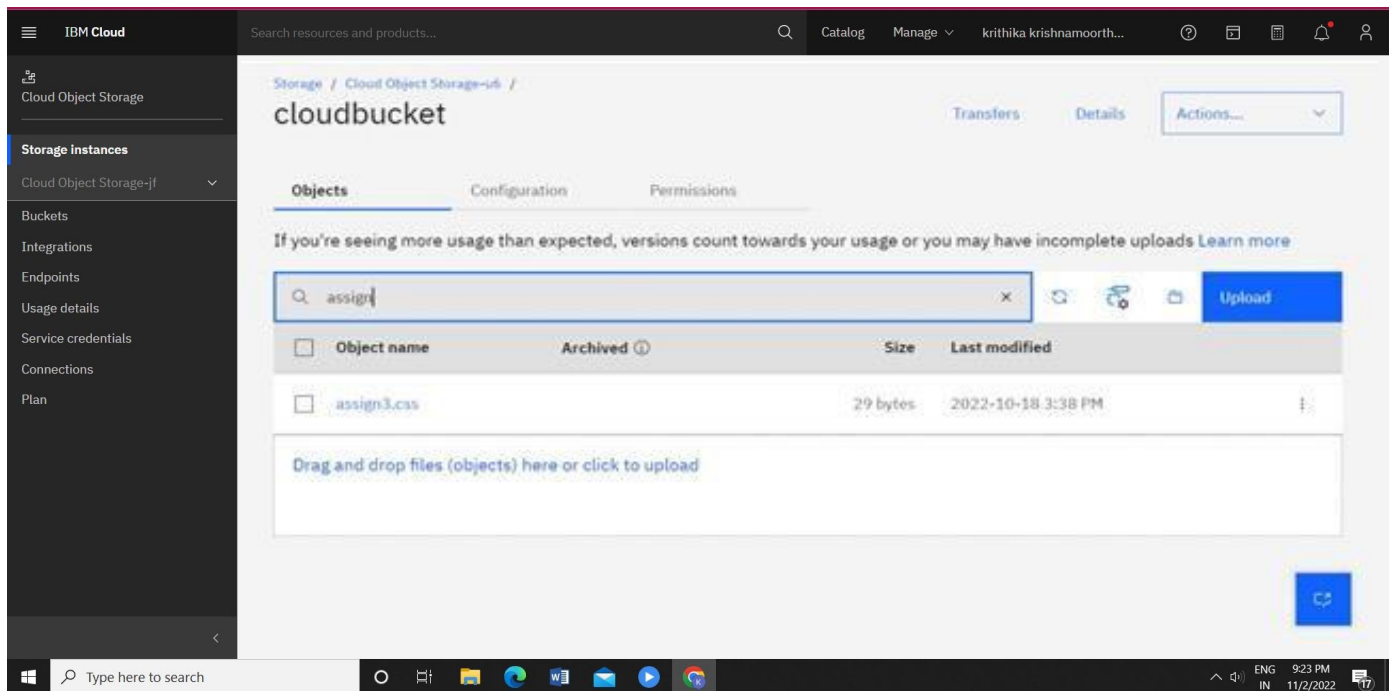 IBM Cloud
Search resources and products...
Catalog
Manage
krithika krishnamoorth...
Cloud Object Storage
Storage instances
Cloud Object Storage-jf
Buckets
Integrations
Endpoints
Usage details
Service credentials
Connections
Plan
Storage / Cloud Object Storage- /
cloudbucket
Transfers
Details
Actions...
Objects
Configuration
Permissions
If you're seeing more usage than expected, versions count towards your usage or you may have incomplete uploads Learn more
assign
Upload
Object name
Archived
Size
Last modified
assign3.css
29 bytes
2022-10-18 3:38 PM
Drag and drop files (objects) here or click to upload
Type here to search
ENG
IN
9:23 PM
11/2/2022
17